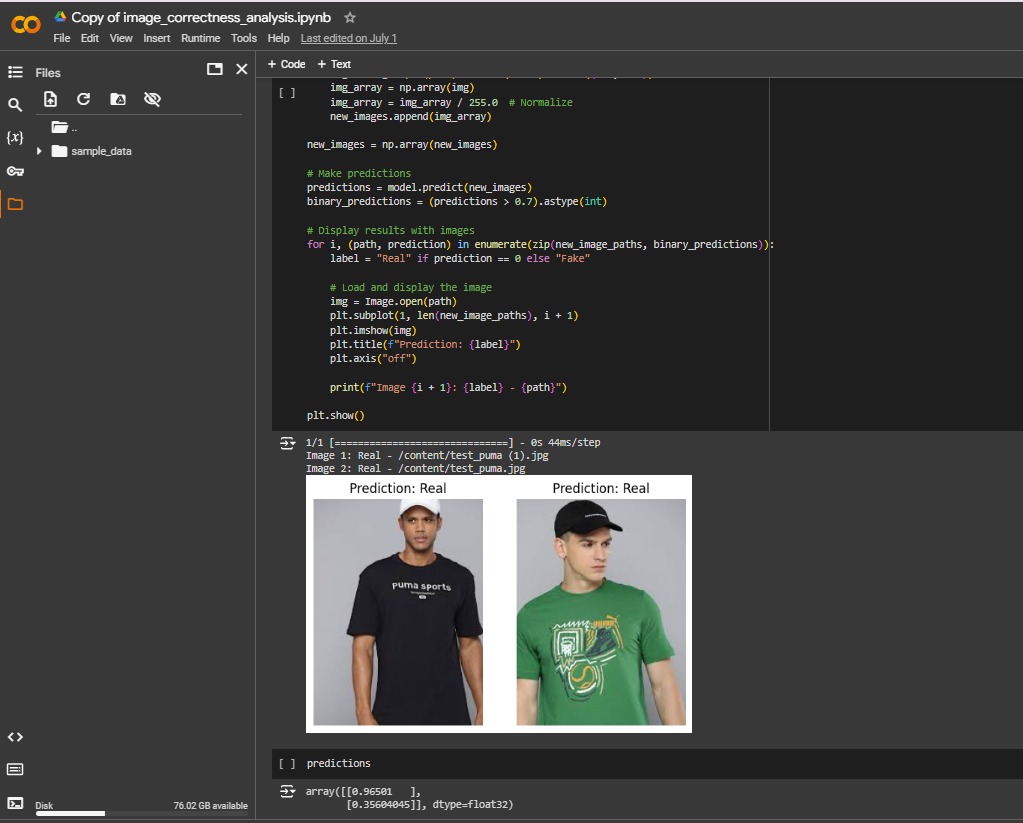 Copy of image_correctness_analysis.ipynb
File Edit View Insert Runtime Tools Help Last edited on July 1
Files
+ Code + Text
..
sample_data
{x}
[ ]
img_array = np.array(img)
img_array = img_array / 255.0  # Normalize
new_images.append(img_array)
new_images = np.array(new_images)
# Make predictions
predictions = model.predict(new_images)
binary_predictions = (predictions > 0.7).astype(int)
# Display results with images
for i, (path, prediction) in enumerate(zip(new_image_paths, binary_predictions)):
label = "Real" if prediction == 0 else "Fake"
# Load and display the image
img = Image.open(path)
plt.subplot(1, len(new_image_paths), i + 1)
plt.imshow(img)
plt.title(f"Prediction: {label}")
plt.axis("off")
print(f"Image {i + 1}: {label} - {path}")
plt.show()
1/1 [==============================] - 0s 44ms/step
Image 1: Real - /content/test_puma (1).jpg
Image 2: Real - /content/test_puma.jpg
Prediction: Real
Prediction: Real
puma sports
[ ] predictions
array([[0.96501   ],
[0.35604045]], dtype=float32)
Disk 76.02 GB available